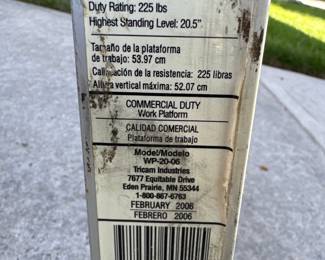 Duty Rating: 225 lbs
Highest Standing Level: 20.5"
Tamaño de la plataforma
de trabajo: 53.97 cm
Calificación de la resistencia: 225 libras
Altura vertical máxima: 52.07 cm
COMMERCIAL DUTY
Work Platform
CALIDAD COMERCIAL
Plataforma de trabajo
Model/Modelo
WP-20-06
Tricam Industries
7677 Equitable Drive
Eden Prairie, MN 55344
1-800-867-6763
FEBRUARY 2006
FEBRERO 2006